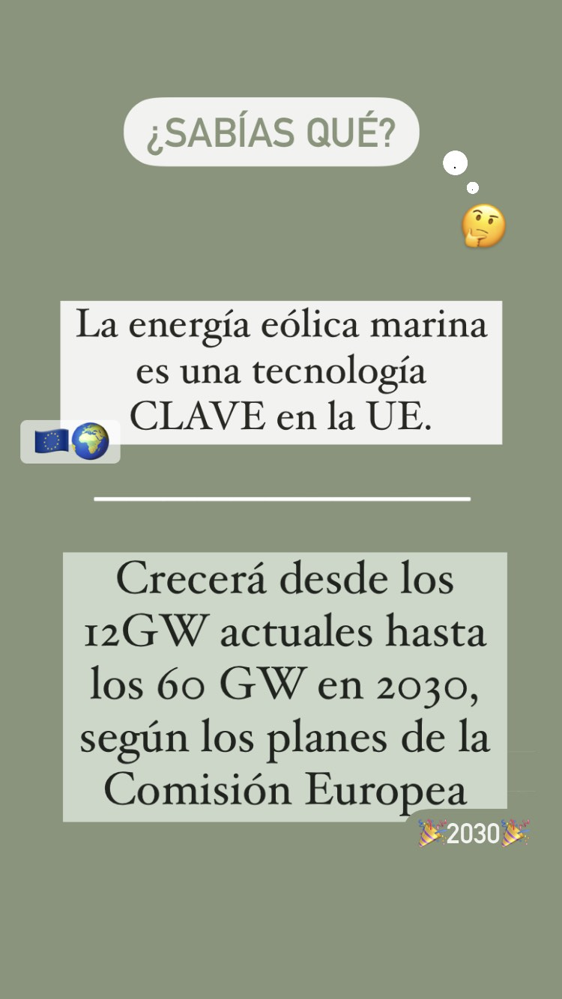 ¿SABÍAS QUÉ?
La energía eólica marina
es una tecnología
CLAVE en la UE.
Crecerá desde los
12GW actuales hasta
los 60 GW en 2030,
según los planes de la
Comisión Europea
🎉2030🎉